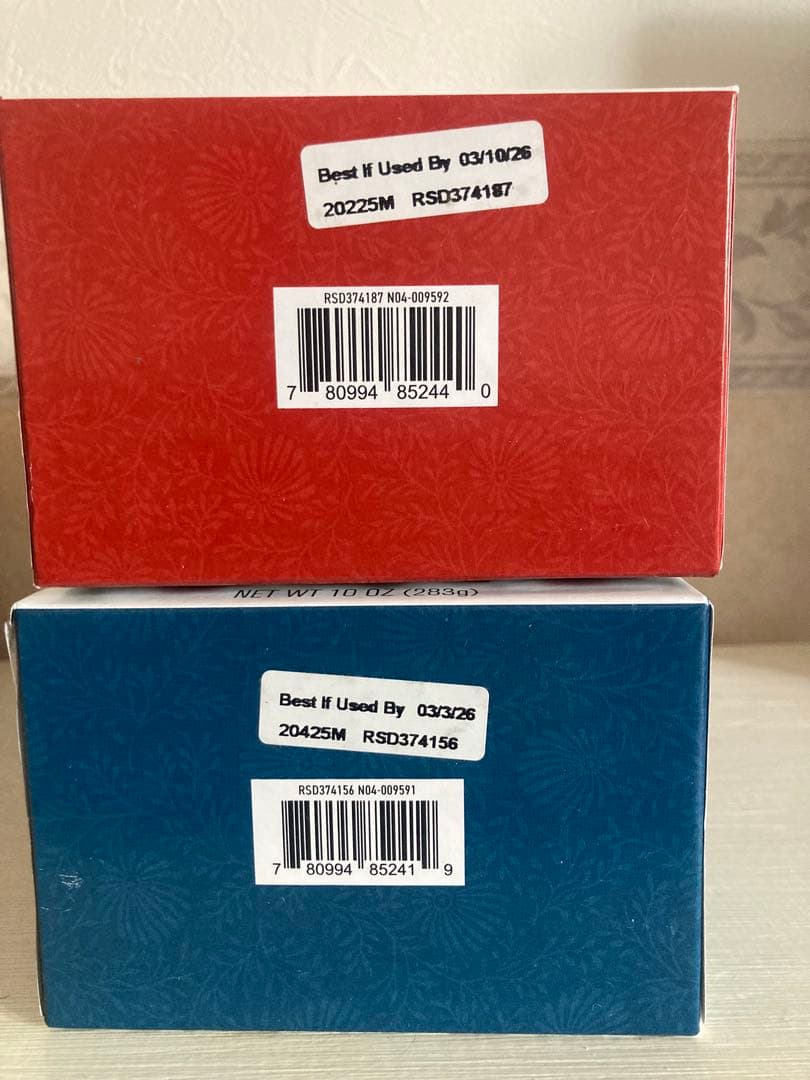 Best If Used By 03/10/26
20225M RSD374187
RSD374187 N04-009592
7 80994 85244 0
NET WT 10 OZ (283g)
Best If Used By 03/3/26
20425M RSD374156
RSD374156 N04-009591
7 80994 85241 9